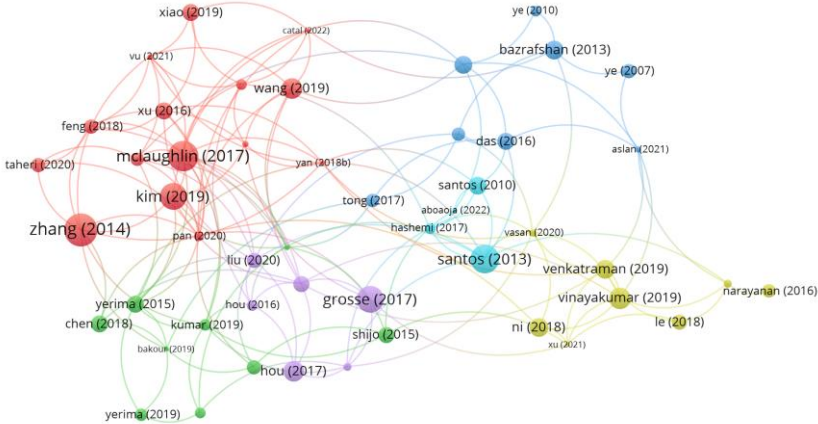 ye (2010)
xiao (2019)
catal (2022)
bazrafshan (2013)
vu (2021)
ye (2007)
wang (2019)
xu (2016)
feng (2018)
das (2016)
aslan (2021)
mclaughlin (2017)
taheri (2020)
yan (2018b)
santos (2010)
kim (2019)
tong (2017)
aboaoja (2022)
zhang (2014)
hashemi (2017)
pan (2020)
vasan (2020)
liu (2020)
santos (2013)
venkatraman (2019)
narayanan (2016)
grosse (2017)
vinayakumar (2019)
yerima (2015)
hou (2016)
chen (2018)
kumar (2019)
le (2018)
ni (2018)
shijo (2015)
xu (2021)
bakour (2019)
hou (2017)
yerima (2019)